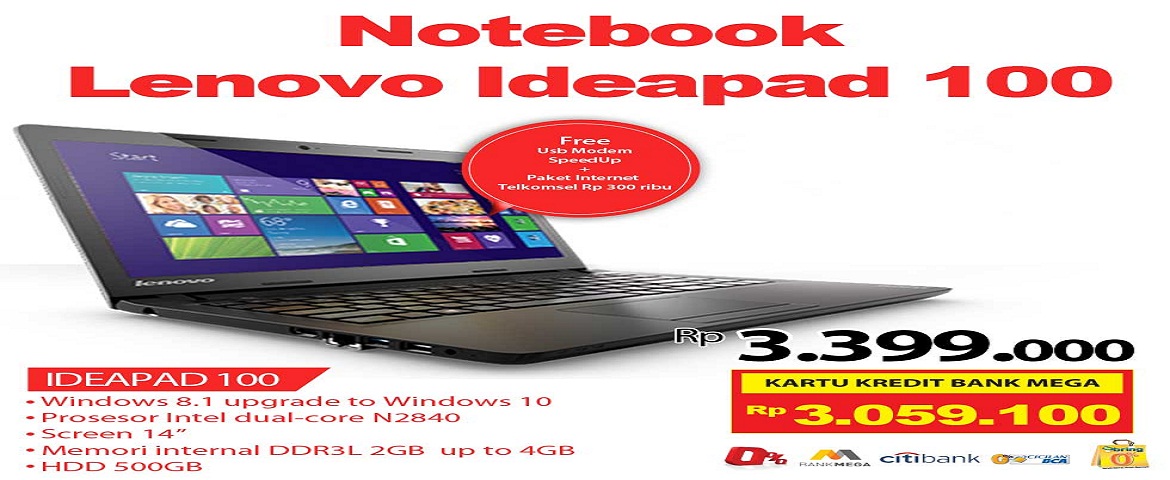 Notebook
Lenovo Ideapad 100
Free
Usb Modem
SpeedUp
+
Paket Internet
Telkomsel Rp 300 ribu
Start
lenovo
Rp 3.399.000
KARTU KREDIT BANK MEGA
Rp 3.059.100
IDEAPAD 100
• Windows 8.1 upgrade to Windows 10
• Prosesor Intel dual-core N2840
• Screen 14”
• Memori internal DDR3L 2GB up to 4GB
• HDD 500GB
0%
BANK MEGA
citibank
BCA
bring
0%